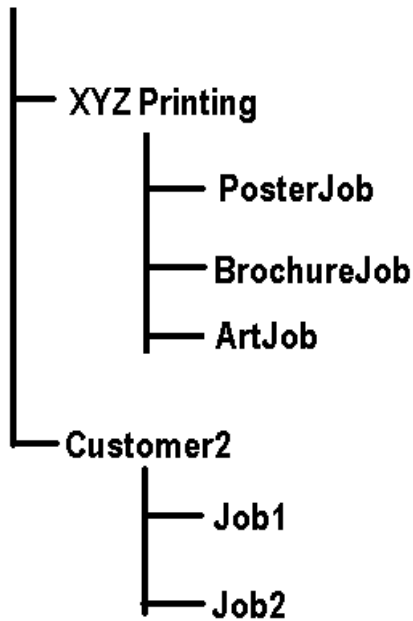 XYZ Printing
PosterJob
BrochureJob
ArtJob
Customer2
Job1
Job2